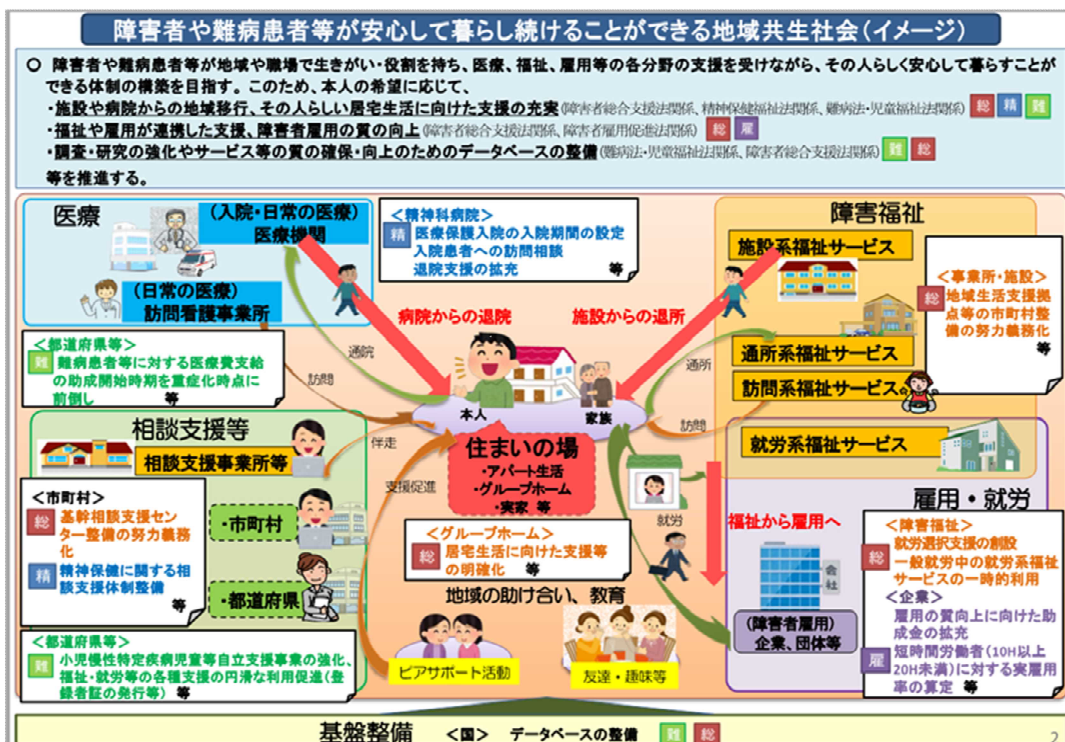 障害者や難病患者等が安心して暮らし続けることができる地域共生社会(イメージ)
○ 障害者や難病患者等が地域や職場で生きがい・役割を持ち、医療、福祉、雇用等の各分野の支援を受けながら、その人らしく安心して暮らすことが
できる体制の構築を目指す。このため、本人の希望に応じて、
・施設や病院からの地域移行、その人らしい居宅生活に向けた支援の充実(障害者総合支援法関係、精神保健福祉法関係、難病法・児童福祉法関係) 総 精 難
・福祉や雇用が連携した支援、障害者雇用の質の向上(障害者総合支援法関係、障害者雇用促進法関係) 総 雇
・調査・研究の強化やサービス等の質の確保・向上のためのデータベースの整備(難病法・児童福祉法関係、障害者総合支援法関係) 難 総
等を推進する。
医療
(入院・日常の医療)
医療機関
(日常の医療)
訪問看護事業所
<精神科病院>
精 医療保護入院の入院期間の設定
入院患者への訪問相談
退院支援の拡充 等
障害福祉
施設系福祉サービス
<事業所・施設>
総 地域生活支援拠
点等の市町村整
備の努力義務化
等
通所系福祉サービス
訪問系福祉サービス
就労系福祉サービス
病院からの退院
施設からの退所
通院
訪問
通所
訪問
<都道府県等>
難 難病患者等に対する医療費支給
の助成開始時期を重症化時点に
前倒し 等
本人
家族
住まいの場
・アパート生活
・グループホーム
・実家 等
相談支援等
相談支援事業所等
伴走
支援促進
<市町村>
総 基幹相談支援セン
ター整備の努力義務
化
精 精神保健に関する相
談支援体制整備
等
・市町村
・都道府県
<都道府県等>
難 小児慢性特定疾病児童等自立支援事業の強化、
福祉・就労等の各種支援の円滑な利用促進(登
録者証の発行等) 等
<グループホーム>
総 居宅生活に向けた支援等
の明確化 等
地域の助け合い、教育
ピアサポート活動
友達・趣味等
就労
福祉から雇用へ
雇用・就労
会社
(障害者雇用)
企業、団体等
<障害福祉>
総 就労選択支援の創設
一般就労中の就労系福祉
サービスの一時的利用
<企業>
雇用の質向上に向けた助
成金の拡充
雇 短時間労働者(10H以上
20H未満)に対する実雇用
率の算定 等
基盤整備 <国> データベースの整備 難 総
2